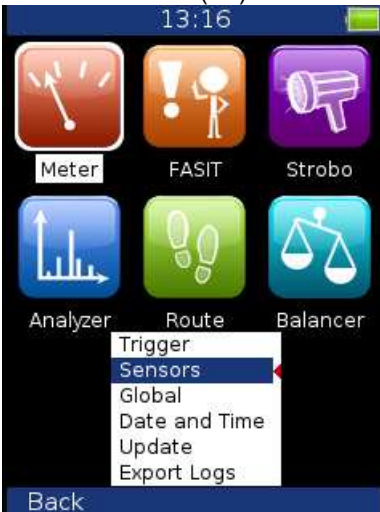 13:16
Meter FASIT Strobo
Analyzer Route Balancer
Trigger
Sensors
Global
Date and Time
Update
Export Logs
Back